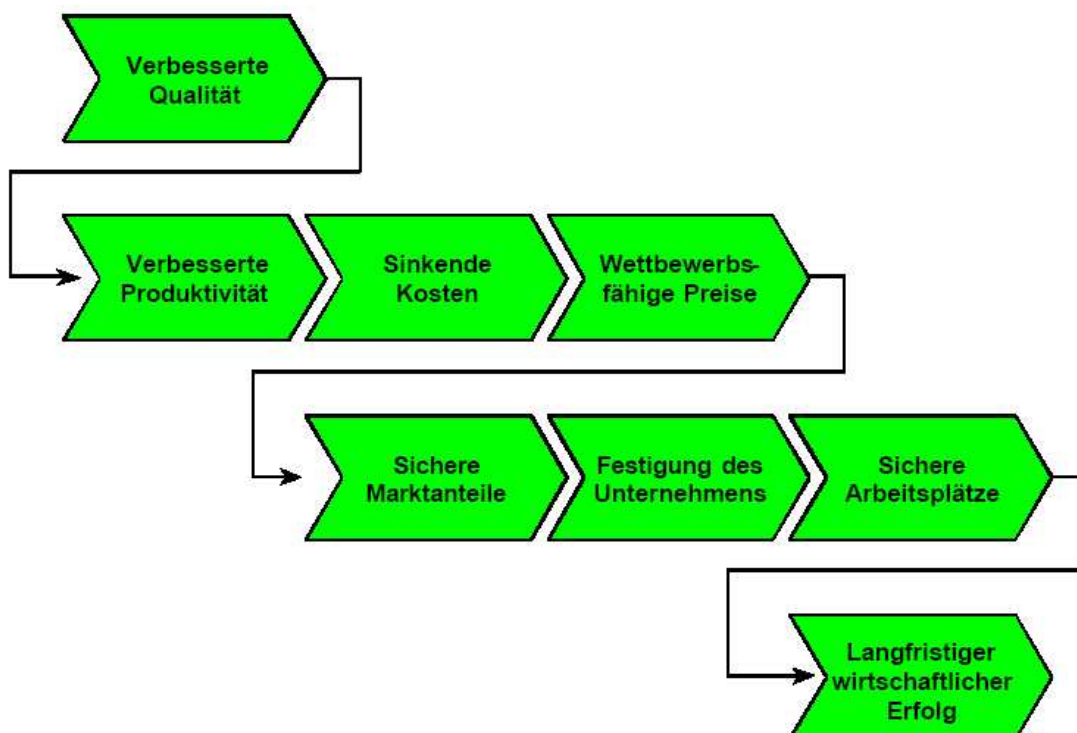 Verbesserte
Qualität
Verbesserte
Produktivität
Sinkende
Kosten
Wettbewerbs-
fähige Preise
Sichere
Marktanteile
Festigung des
Unternehmens
Sichere
Arbeitsplätze
Langfristiger
wirtschaftlicher
Erfolg